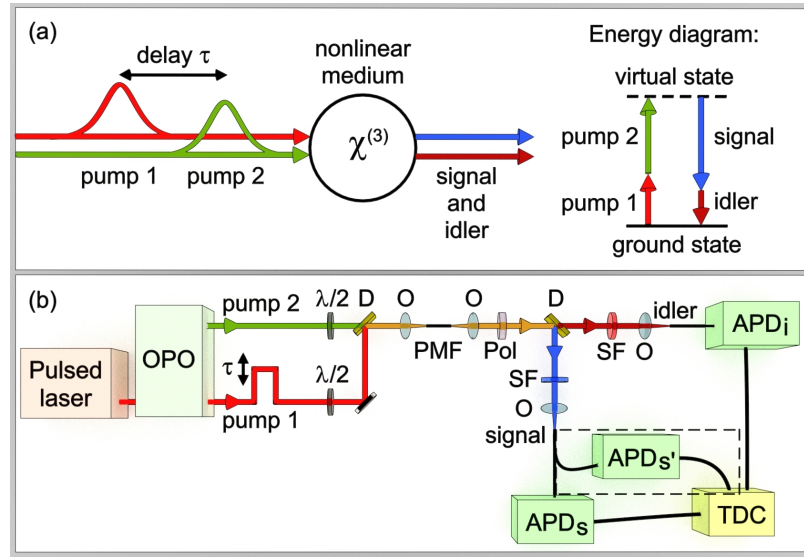 (a)
delay τ
pump 1
pump 2
nonlinear
medium
χ(3)
signal
and
idler
Energy diagram:
virtual state
pump 2
signal
pump 1
idler
ground state
(b)
Pulsed
laser
OPO
pump 2
τ
pump 1
λ/2
λ/2
D
O
PMF
O
Pol
D
SF
O
idler
APDi
SF
O
signal
APDs'
APDs
TDC